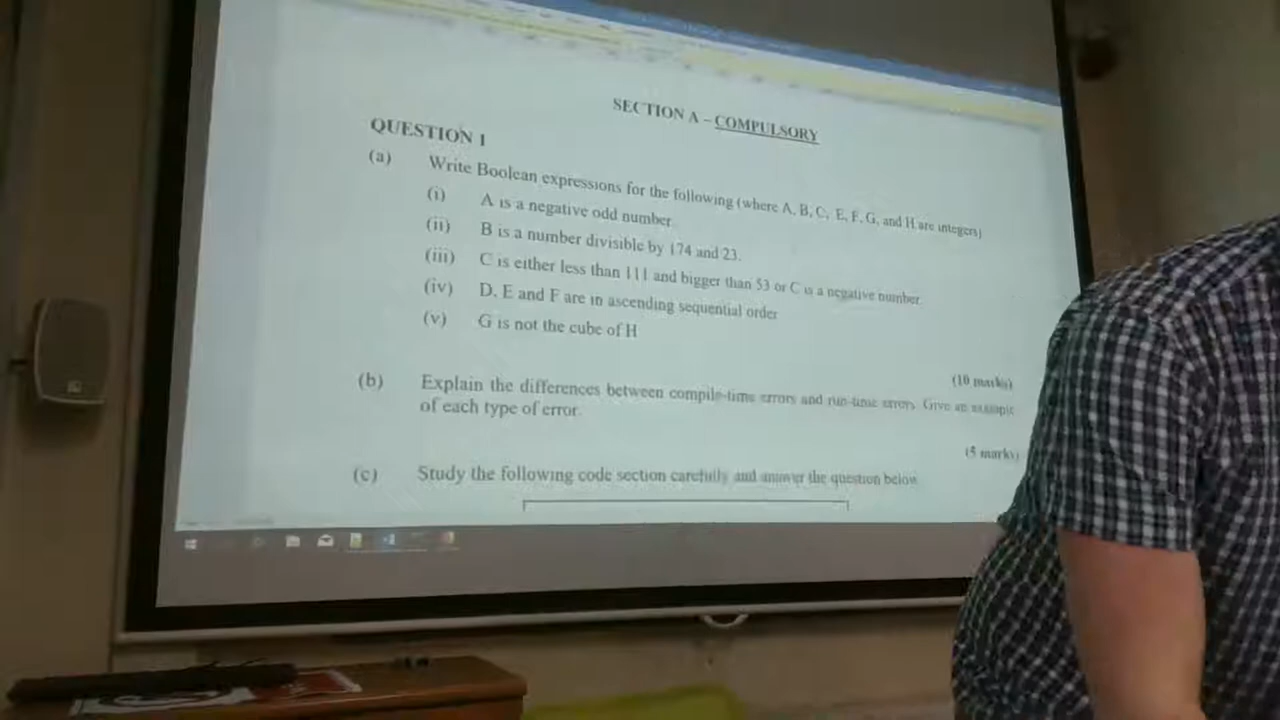 SECTION A – COMPULSORY
QUESTION 1
(a) Write Boolean expressions for the following (where A, B, C, E, F, G, and H are integers)
(i) A is a negative odd number.
(ii) B is a number divisible by 174 and 23.
(iii) C is either less than 111 and bigger than 53 or C is a negative number.
(iv) D, E and F are in ascending sequential order
(v) G is not the cube of H
(10 marks)
(b) Explain the differences between compile-time errors and run-time errors. Give an example
of each type of error.
(5 marks)
(c) Study the following code section carefully and answer the question below